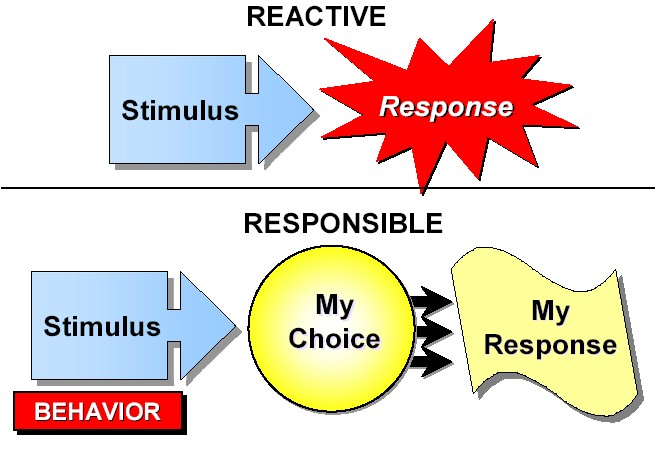 REACTIVE
Stimulus
Response
RESPONSIBLE
Stimulus
My
Choice
My
Response
BEHAVIOR